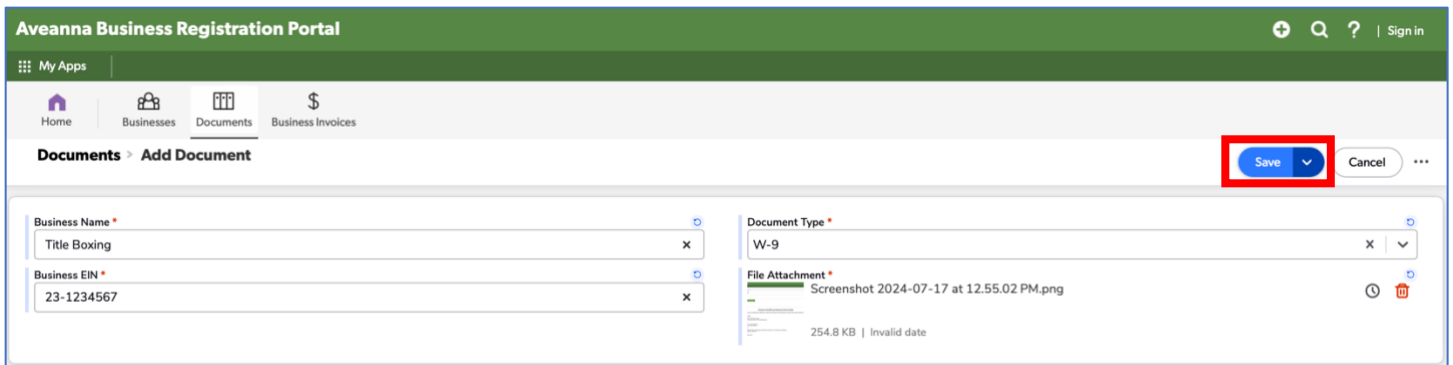 Aveanna Business Registration Portal
? | Sign in
My Apps
Home Businesses Documents $ Business Invoices
Documents > Add Document
Save Cancel ...
Business Name * Document Type *
Title Boxing × W-9 ×
Business EIN * File Attachment *
23-1234567 × Screenshot 2024-07-17 at 12.55.02 PM.png
254.8 KB | Invalid date